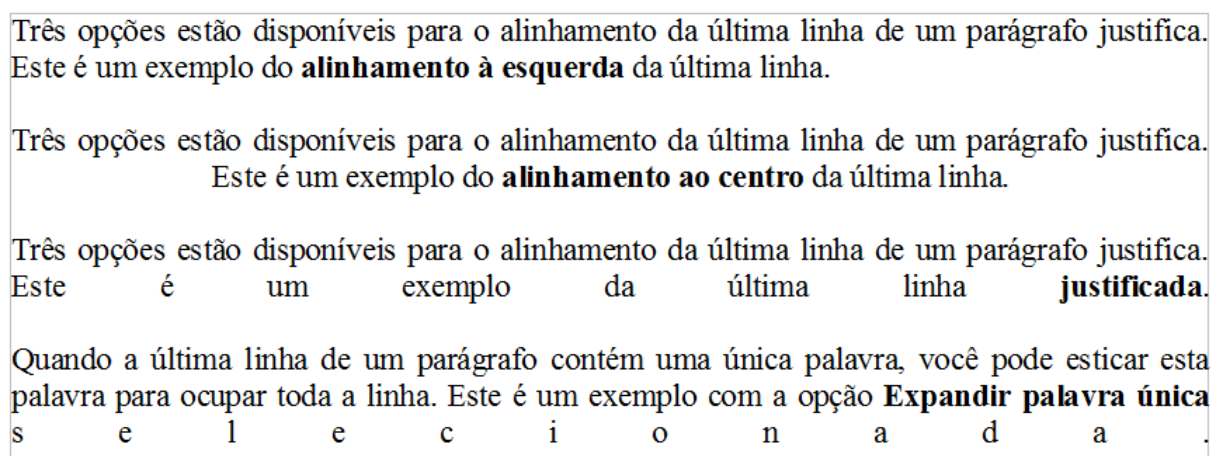 Três opções estão disponíveis para o alinhamento da última linha de um parágrafo justifica.
Este é um exemplo do alinhamento à esquerda da última linha.
Três opções estão disponíveis para o alinhamento da última linha de um parágrafo justifica.
Este é um exemplo do alinhamento ao centro da última linha.
Três opções estão disponíveis para o alinhamento da última linha de um parágrafo justifica.
Este é um exemplo da última linha justificada.
Quando a última linha de um parágrafo contém uma única palavra, você pode esticar esta
palavra para ocupar toda a linha. Este é um exemplo com a opção Expandir palavra única
s e l e c i o n a d a .